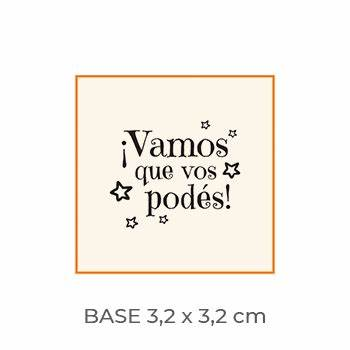 ¡Vamos
que vos
podés!
BASE 3,2 x 3,2 cm